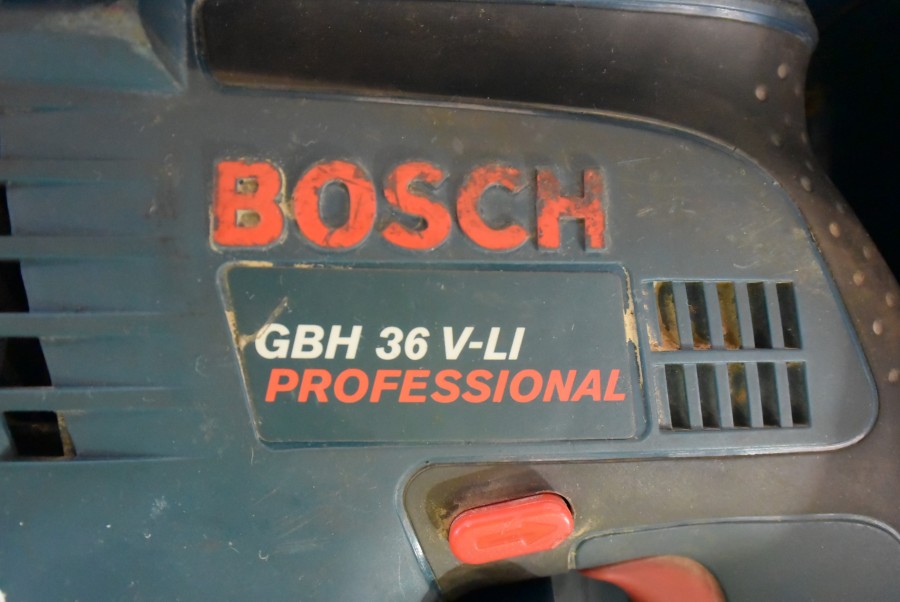 BOSCH
GBH 36 V-LI
PROFESSIONAL